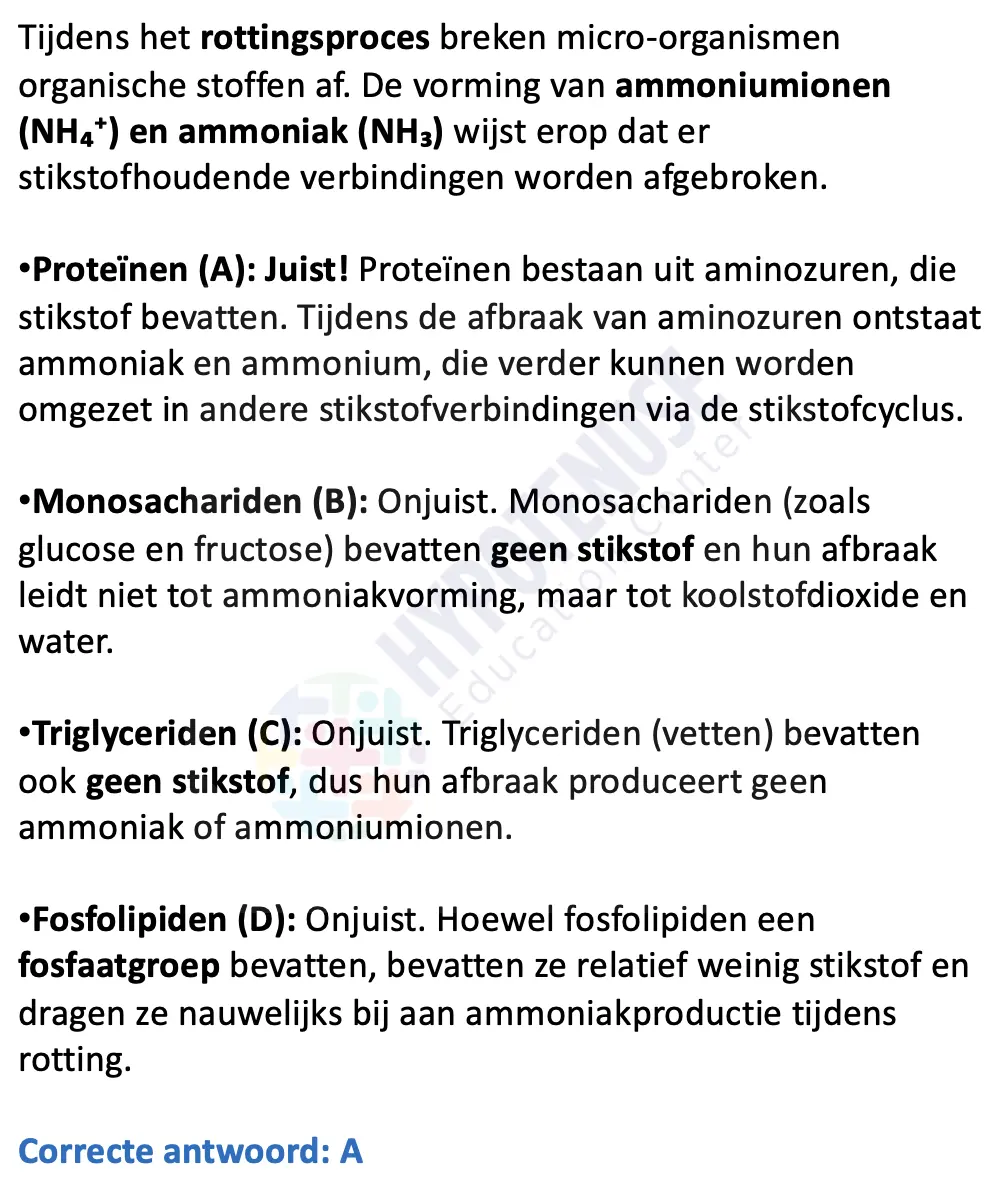 Tijdens het rottingsproces breken micro-organismen
organische stoffen af. De vorming van ammoniumionen
(NH₄⁺) en ammoniak (NH₃) wijst erop dat er
stikstofhoudende verbindingen worden afgebroken.
•Proteïnen (A): Juist! Proteïnen bestaan uit aminozuren, die
stikstof bevatten. Tijdens de afbraak van aminozuren ontstaat
ammoniak en ammonium, die verder kunnen worden
omgezet in andere stikstofverbindingen via de stikstofcyclus.
•Monosachariden (B): Onjuist. Monosachariden (zoals
glucose en fructose) bevatten geen stikstof en hun afbraak
leidt niet tot ammoniakvorming, maar tot koolstofdioxide en
water.
•Triglyceriden (C): Onjuist. Triglyceriden (vetten) bevatten
ook geen stikstof, dus hun afbraak produceert geen
ammoniak of ammoniumionen.
•Fosfolipiden (D): Onjuist. Hoewel fosfolipiden een
fosfaatgroep bevatten, bevatten ze relatief weinig stikstof en
dragen ze nauwelijks bij aan ammoniakproductie tijdens
rotting.
Correcte antwoord: A
HYPOTENUSE
Education Center